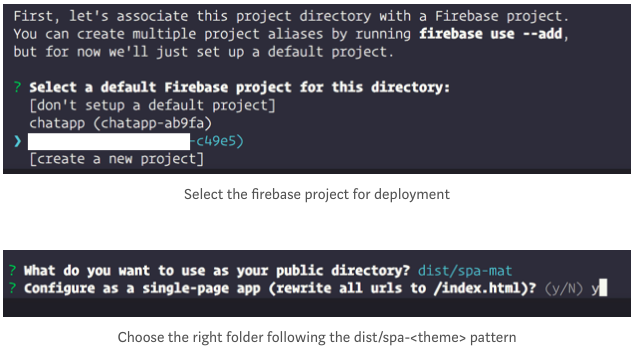 First, let's associate this project directory with a Firebase project.
You can create multiple project aliases by running firebase use --add,
but for now we'll just set up a default project.
? Select a default Firebase project for this directory:
[don't setup a default project]
chatapp (chatapp-ab9fa)
❯ -c49e5)
[create a new project]
Select the firebase project for deployment
? What do you want to use as your public directory? dist/spa-mat
? Configure as a single-page app (rewrite all urls to /index.html)? (y/N) y
Choose the right folder following the dist/spa-<theme> pattern